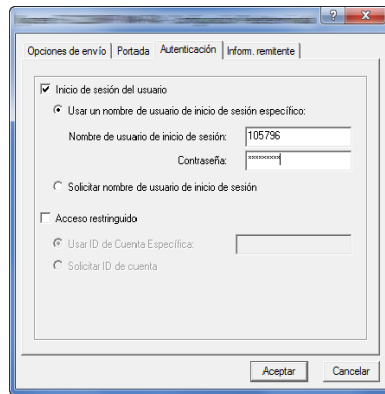 Opciones de envío Portada Autenticación Inform. remitente
Inicio de sesión del usuario
Usar un nombre de usuario de inicio de sesión específico:
Nombre de usuario de inicio de sesión: 105796
Contraseña: *********
Solicitar nombre de usuario de inicio de sesión
Acceso restringido
Usar ID de Cuenta Específica:
Solicitar ID de cuenta
Aceptar Cancelar